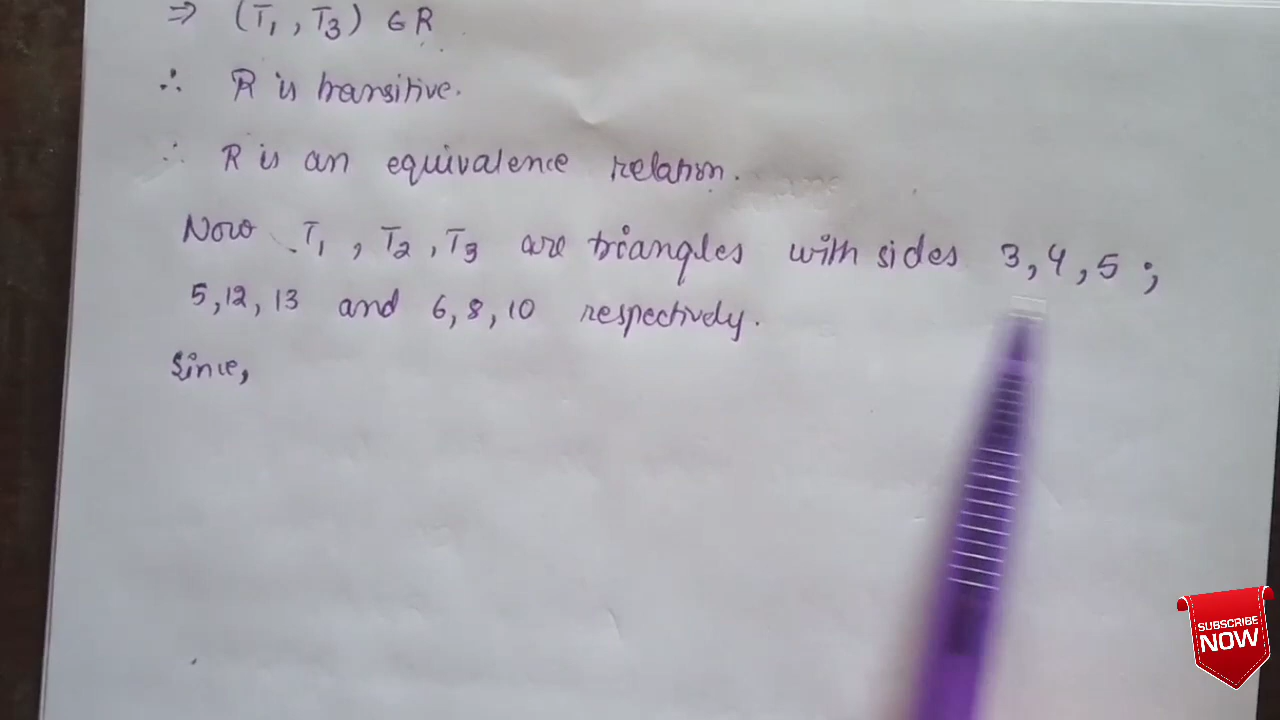 ⇒ (T₁, T₃) ∈ R
∴ R is transitive.
∴ R is an equivalence relation.
Now T₁, T₂, T₃ are triangles with sides 3, 4, 5 ;
5, 12, 13 and 6, 8, 10 respectively.
Since,
SUBSCRIBE
NOW